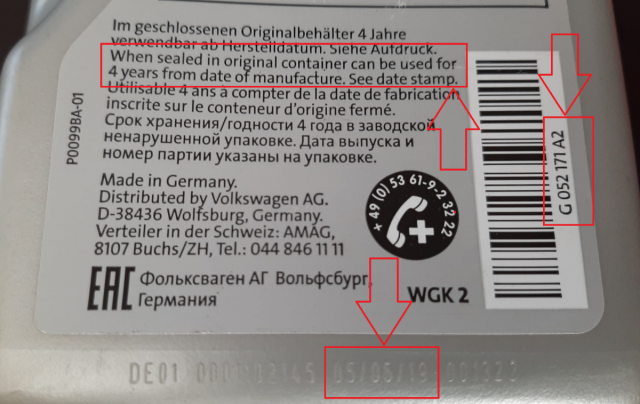 Im geschlossenen Originalbehälter 4 Jahre
verwendbar ab Herstelldatum. Siehe Aufdruck.
When sealed in original container can be used for
4 years from date of manufacture. See date stamp.
Utilisable 4 ans à compter de la date de fabrication
inscrite sur le conteneur d'origine fermé.
Срок хранения/годности 4 года в заводской
ненарушенной упаковке. Дата выпуска и
номер партии указаны на упаковке.
P0099BA-01
Made in Germany.
Distributed by Volkswagen AG.
D-38436 Wolfsburg, Germany.
Verteiler in der Schweiz: AMAG,
8107 Buchs/ZH, Tel.: 044 846 11 11
+ 49 (0) 53 61-9-2 32 22
G 052 171 A2
EAC Фольксваген АГ Вольфсбург,
Германия
WGK 2
DE01 05/06/19 001322